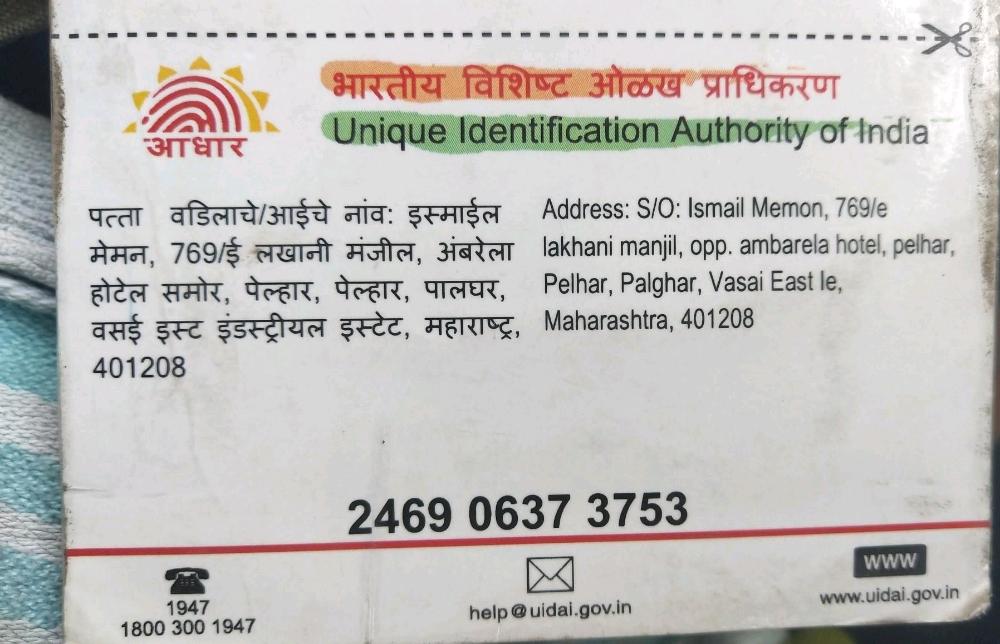 आधार
भारतीय विशिष्ट ओळख प्राधिकरण
Unique Identification Authority of India
पत्ता वडिलाचे/आईचे नांव: इस्माईल
मेमन, 769/ई लखानी मंजील, अंबरेला
होटेल समोर, पेल्हार, पेल्हार, पालघर,
वसई इस्ट इंडस्ट्रीयल इस्टेट, महाराष्ट्र,
401208
Address: S/O: Ismail Memon, 769/e
lakhani manjil, opp. ambarela hotel, pelhar,
Pelhar, Palghar, Vasai East Ie,
Maharashtra, 401208
2469 0637 3753
1947
1800 300 1947
help@uidai.gov.in
www
www.uidai.gov.in